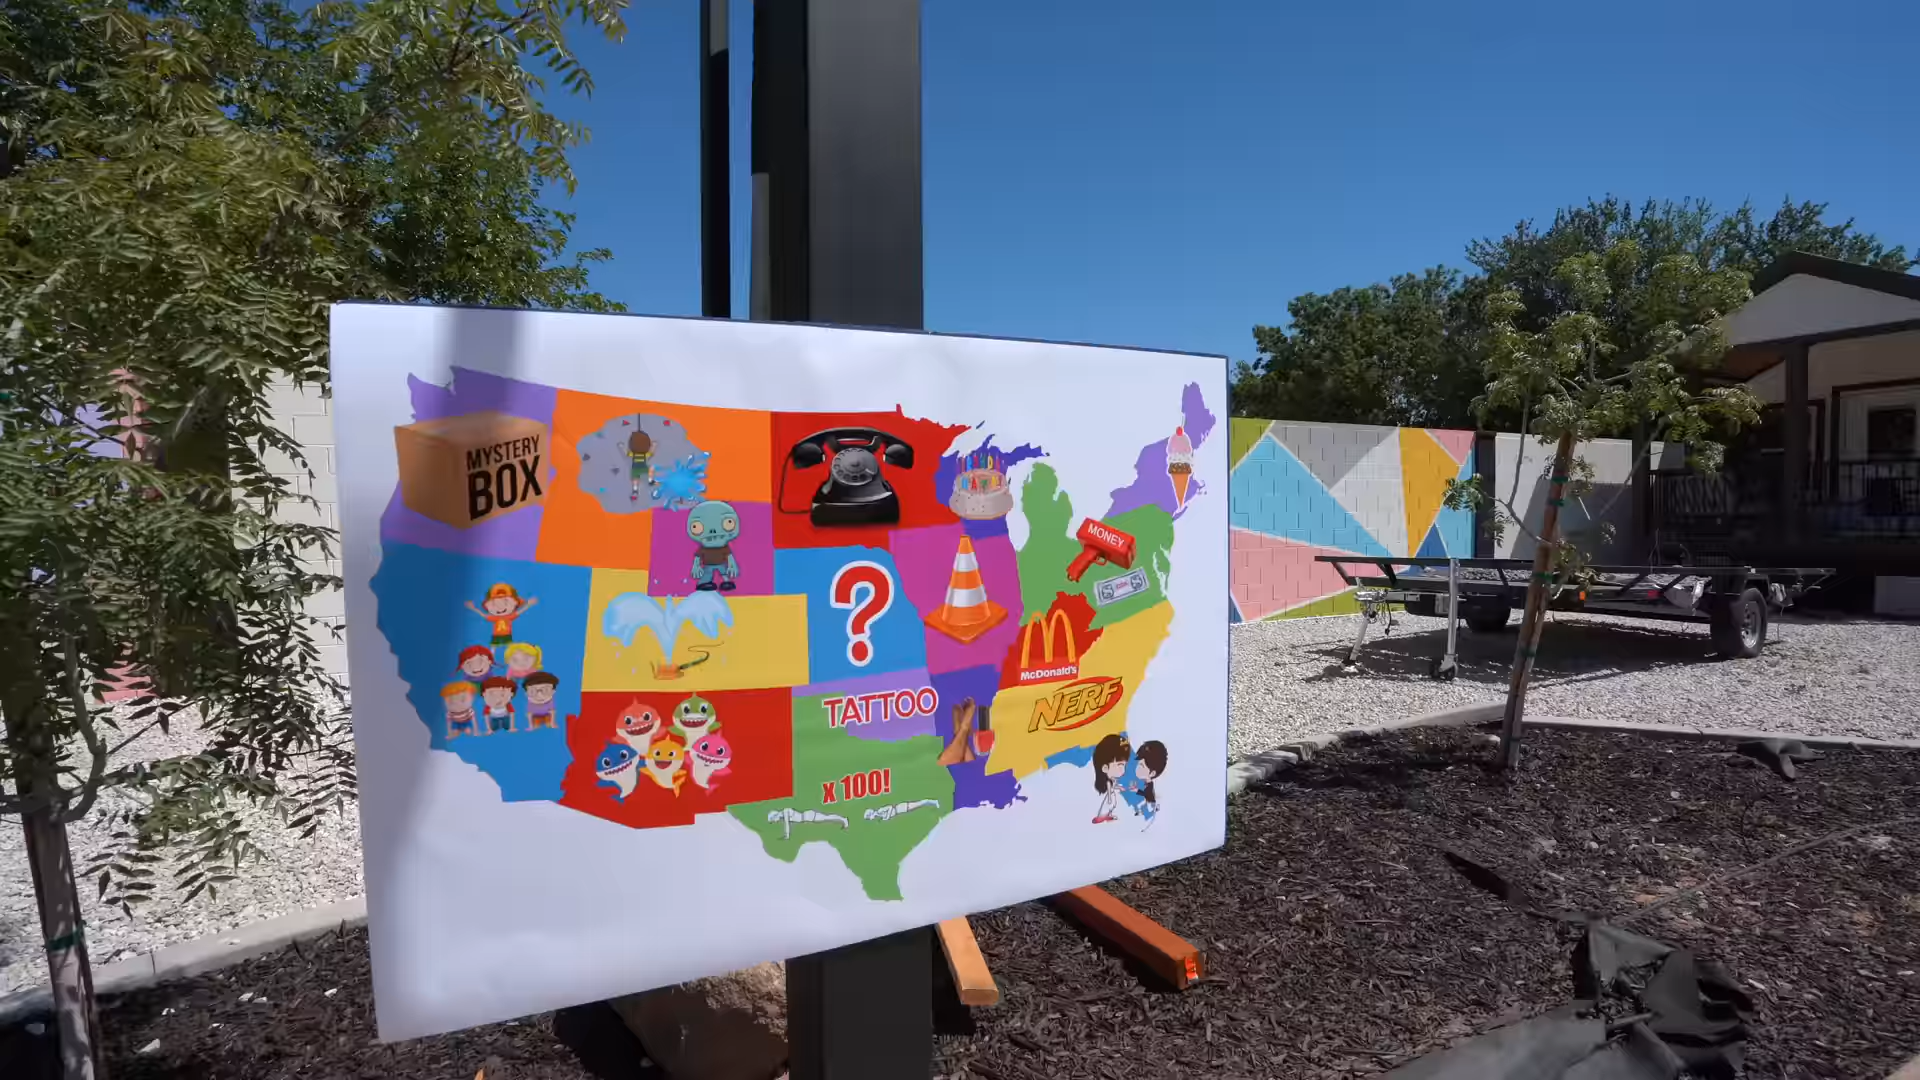 MYSTERY
BOX
MONEY
McDonald's
NERF
TATTOO
x 100!
?